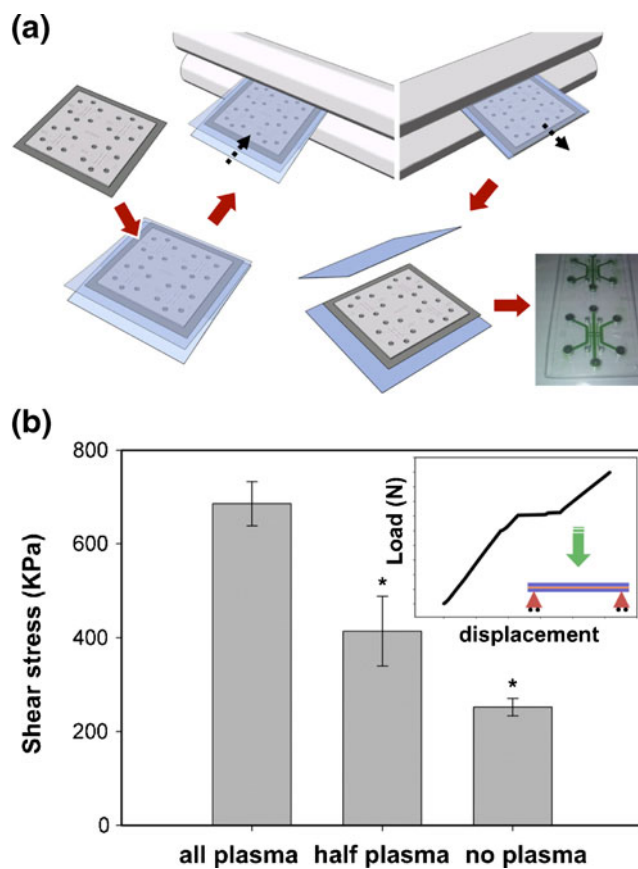 (a)
(b)
800
600
400
200
0
Shear stress (KPa)
*
*
all plasma
half plasma
no plasma
Load (N)
displacement